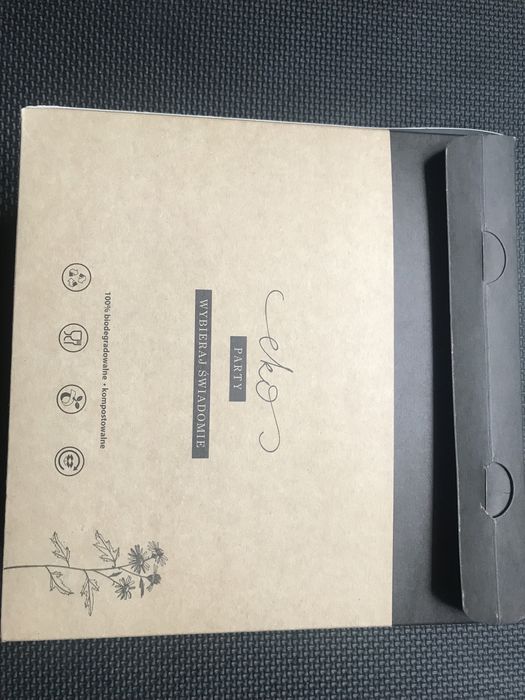 eko
PARTY
WYBIERAJ ŚWIADOMIE
100% biodegradowalne • kompostowalne